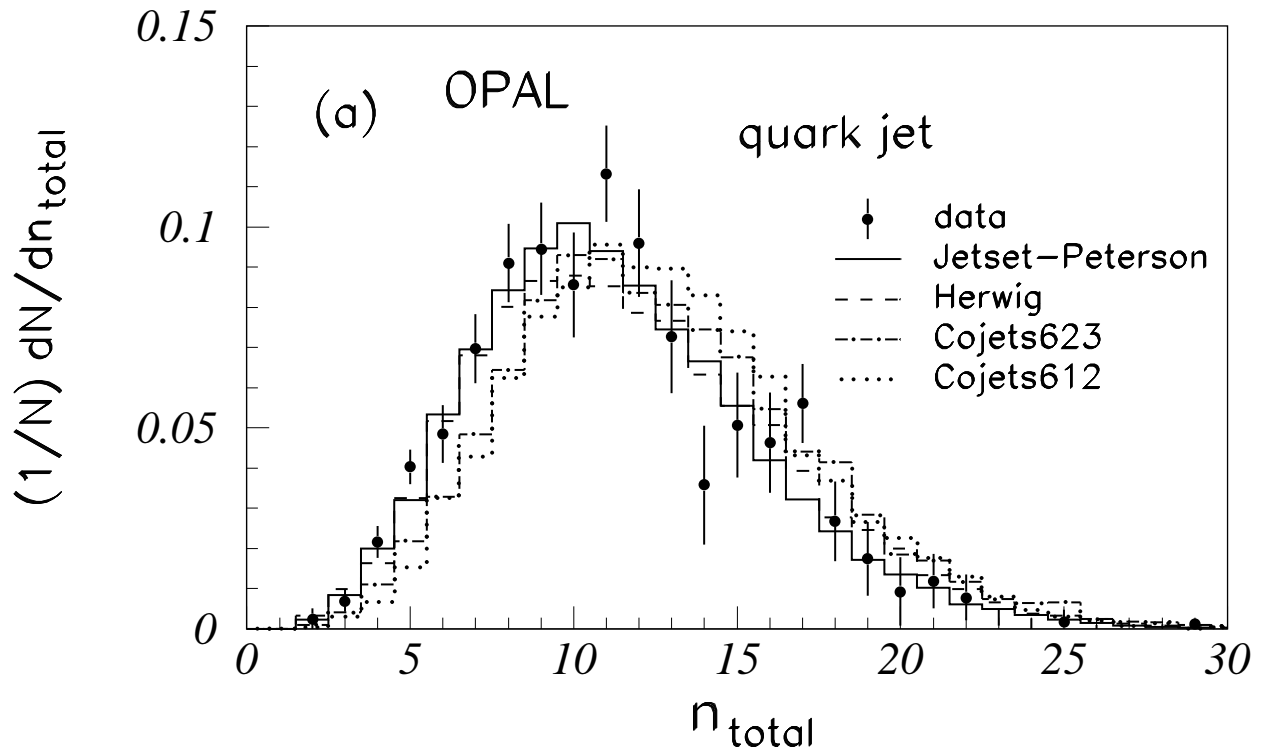 0.15
OPAL
(a)
quark jet
data
0.1
Jetset-Peterson
Herwig
Cojets623
Cojets612
0.05
0
0 5 10 15 20 25 30
n_total
(1/N) dN/dn_total